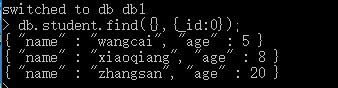 switched to db db1
> db.student.find({}, {_id:0});
{ "name" : "wangcai", "age" : 5 }
{ "name" : "xiaoqiang", "age" : 8 }
{ "name" : "zhangsan", "age" : 20 }